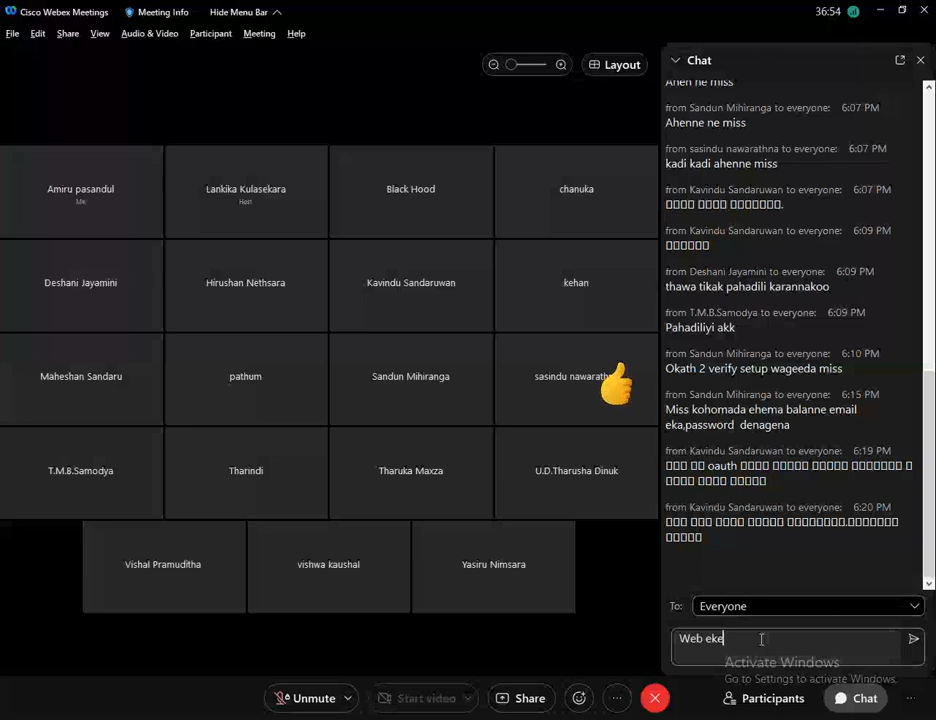 Cisco Webex Meetings
Meeting Info
Hide Menu Bar
36:54
File Edit Share View Audio & Video Participant Meeting Help
Layout
Amiru pasandul
Me
Lankika Kulasekara
Host
Black Hood
chanuka
Deshani Jayamini
Hirushan Nethsara
Kavindu Sandaruwan
kehan
Maheshan Sandaru
pathum
Sandun Mihiranga
sasindu
T.M.B.Samodya
Tharindi
Tharuka Maxza
U.D.Tharusha Dinuk
Vishal Pramuditha
vishwa kaushal
Yasiru Nimsara
Chat
Ahen ne miss
from Sandun Mihiranga to everyone: 6:07 PM
Ahenne ne miss
from sasindu nawarathna to everyone: 6:07 PM
kadi kadi ahenne miss
from Kavindu Sandaruwan to everyone: 6:07 PM
from Kavindu Sandaruwan to everyone: 6:09 PM
from Deshani Jayamini to everyone: 6:09 PM
thawa tikak pahadili karannakoo
from T.M.B.Samodya to everyone: 6:09 PM
Pahadiliyi akk
from Sandun Mihiranga to everyone: 6:10 PM
Okath 2 verify setup wageeda miss
from Sandun Mihiranga to everyone: 6:15 PM
Miss kohomada ehema balanne email
eka,password denagena
from Kavindu Sandaruwan to everyone: 6:19 PM
oauth
from Kavindu Sandaruwan to everyone: 6:20 PM
To: Everyone
Web eke
Activate Windows
Go to Settings to activate Windows.
Unmute
Start video
Share
Participants
Chat